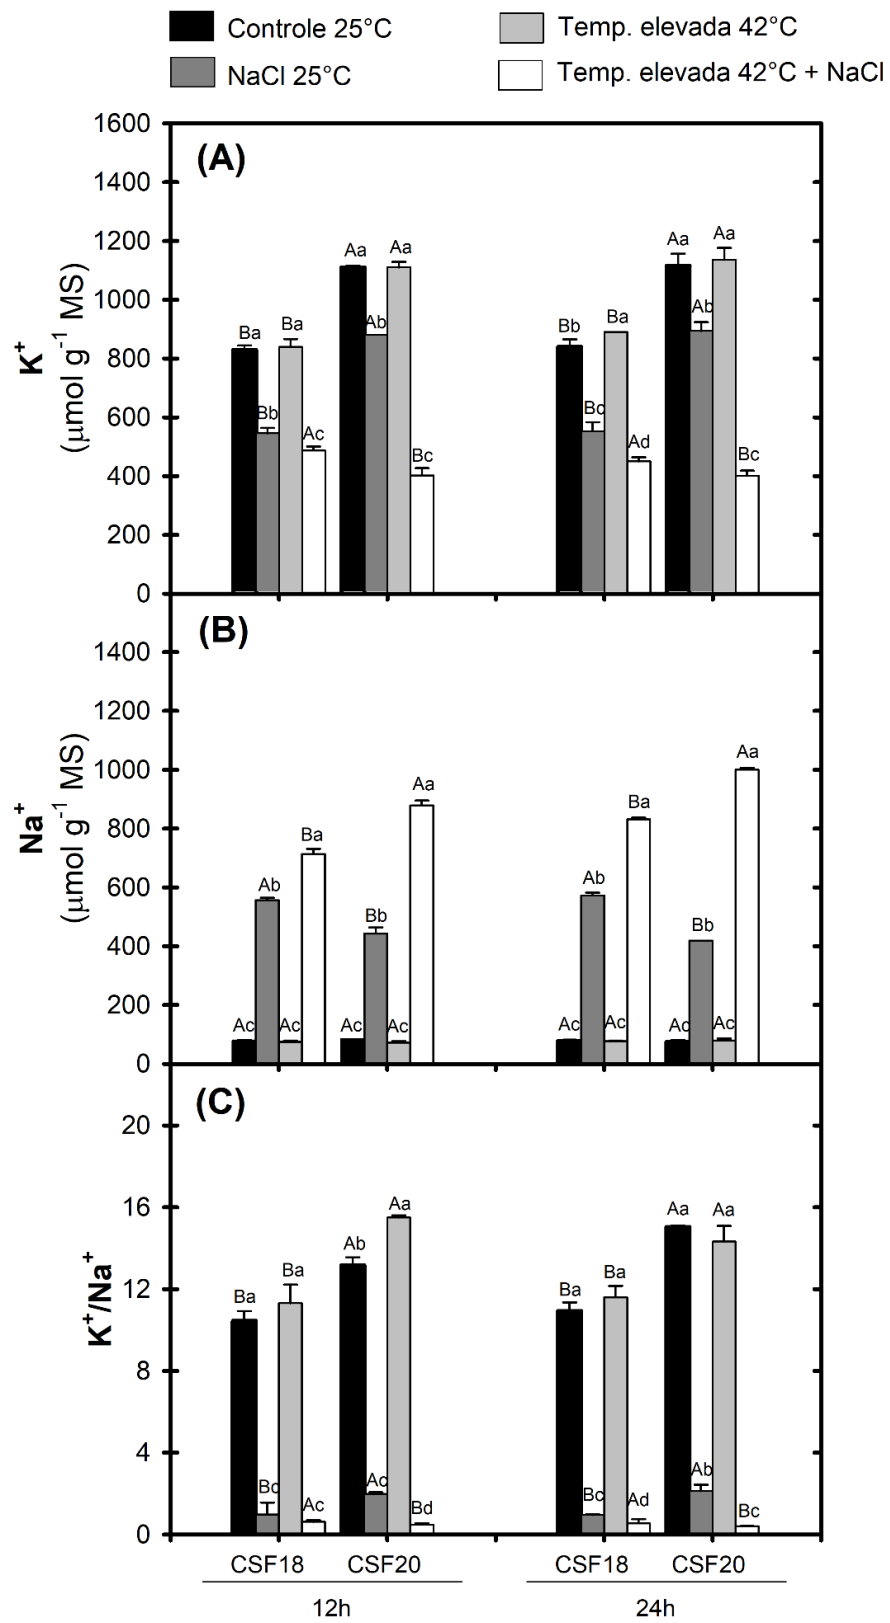 Controle 25°C
Temp. elevada 42°C
NaCl 25°C
Temp. elevada 42°C + NaCl
(A)
K⁺
(μmol g⁻¹ MS)
1600
1400
1200
1000
800
600
400
200
0
Ba Bb Ba Ac Aa Ab Aa Bc Bb Bc Ba Ad Aa Ab Aa Bc
(B)
Na⁺
(μmol g⁻¹ MS)
1400
1200
1000
800
600
400
200
0
Ac Ab Ac Ba Ac Bb Ac Aa Ac Ab Ac Ba Ac Bb Ac Aa
(C)
K⁺/Na⁺
20
16
12
8
4
0
Ba Bc Ba Ac Ab Ac Aa Bd Ba Bc Ba Ad Aa Ab Aa Bc
CSF18 CSF20 CSF18 CSF20
12h 24h